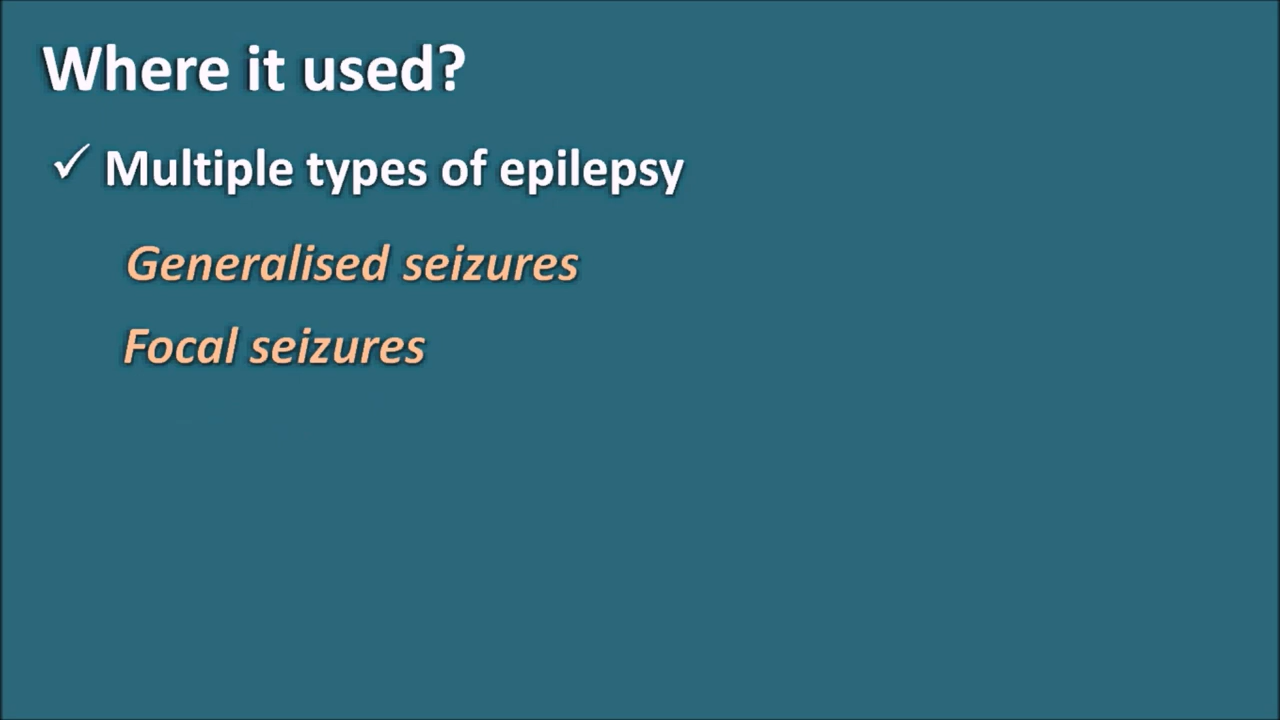 Where it used?
✓ Multiple types of epilepsy
Generalised seizures
Focal seizures